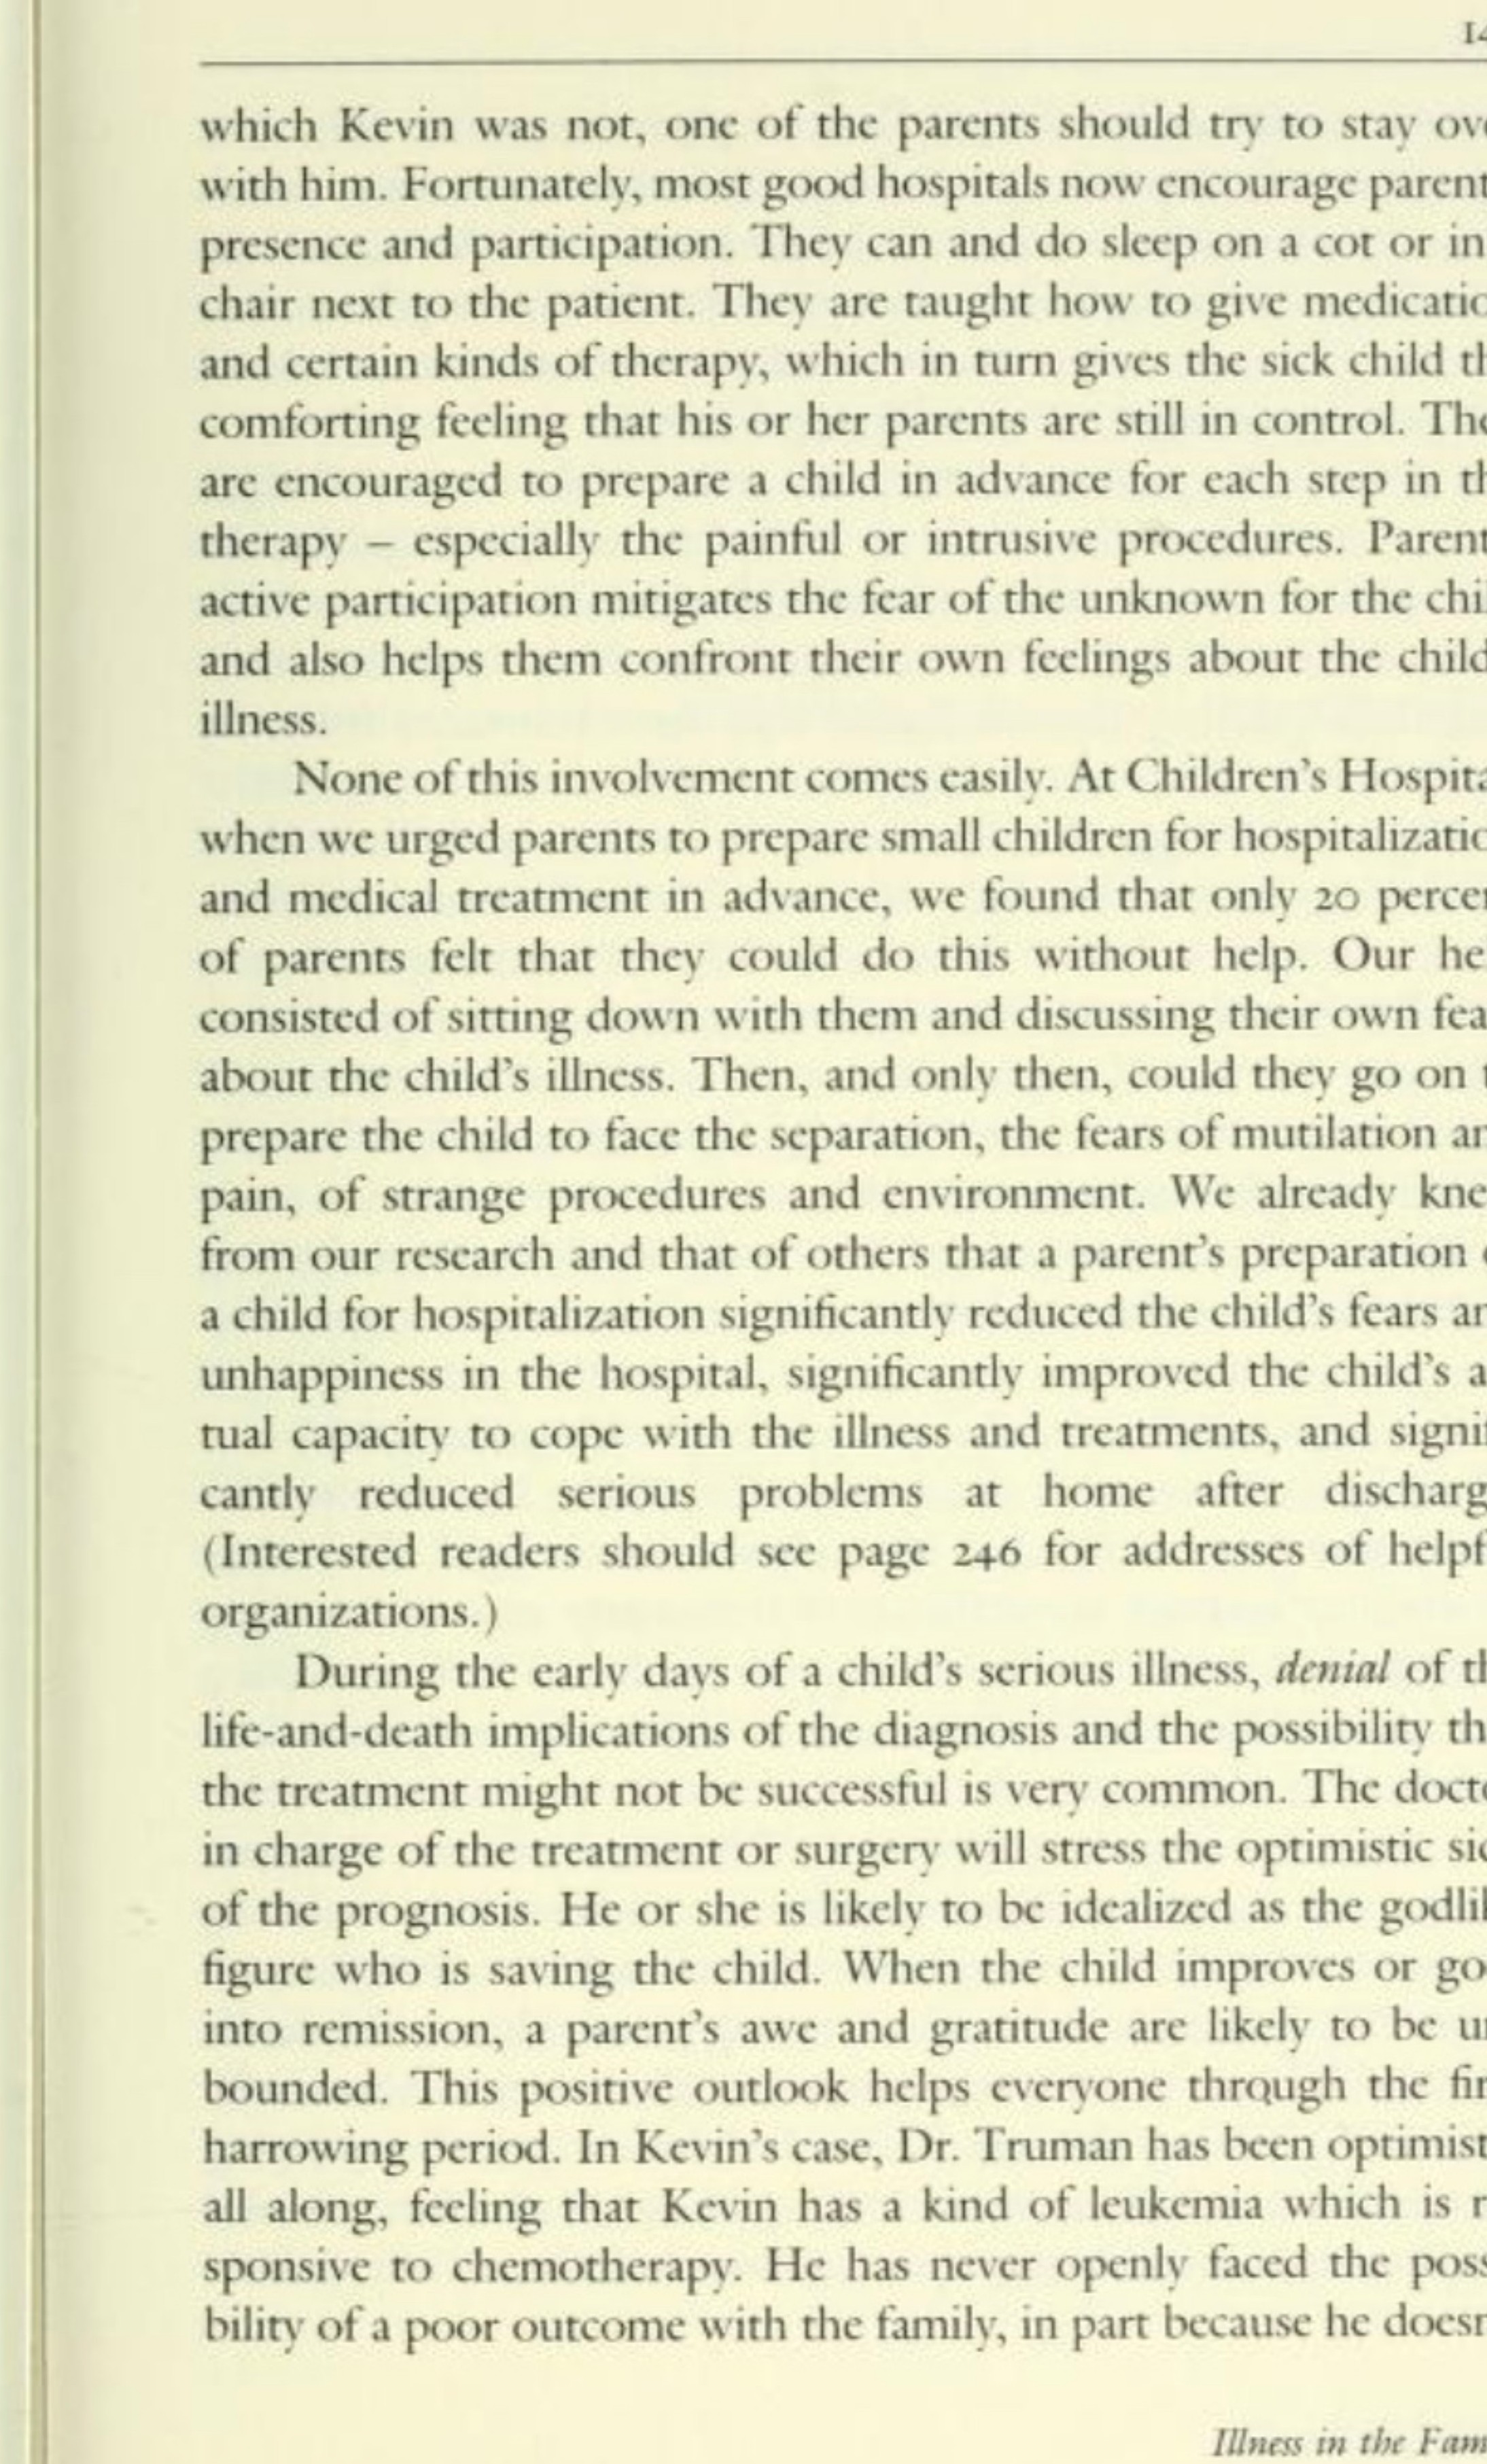 14
which Kevin was not, one of the parents should try to stay ove
with him. Fortunately, most good hospitals now encourage parent
presence and participation. They can and do sleep on a cot or in
chair next to the patient. They are taught how to give medicatio
and certain kinds of therapy, which in turn gives the sick child th
comforting feeling that his or her parents are still in control. The
are encouraged to prepare a child in advance for each step in th
therapy – especially the painful or intrusive procedures. Parent
active participation mitigates the fear of the unknown for the chi
and also helps them confront their own feelings about the child
illness.
None of this involvement comes easily. At Children's Hospita
when we urged parents to prepare small children for hospitalizatio
and medical treatment in advance, we found that only 20 percen
of parents felt that they could do this without help. Our he
consisted of sitting down with them and discussing their own fea
about the child's illness. Then, and only then, could they go on t
prepare the child to face the separation, the fears of mutilation an
pain, of strange procedures and environment. We already kne
from our research and that of others that a parent's preparation o
a child for hospitalization significantly reduced the child's fears an
unhappiness in the hospital, significantly improved the child's a
tual capacity to cope with the illness and treatments, and signif
cantly reduced serious problems at home after discharg
(Interested readers should see page 246 for addresses of helpf
organizations.)
During the early days of a child's serious illness, denial of th
life-and-death implications of the diagnosis and the possibility th
the treatment might not be successful is very common. The docto
in charge of the treatment or surgery will stress the optimistic sid
of the prognosis. He or she is likely to be idealized as the godlik
figure who is saving the child. When the child improves or go
into remission, a parent's awe and gratitude are likely to be un
bounded. This positive outlook helps everyone through the fir
harrowing period. In Kevin's case, Dr. Truman has been optimist
all along, feeling that Kevin has a kind of leukemia which is r
sponsive to chemotherapy. He has never openly faced the poss
bility of a poor outcome with the family, in part because he doesn
Illness in the Fam